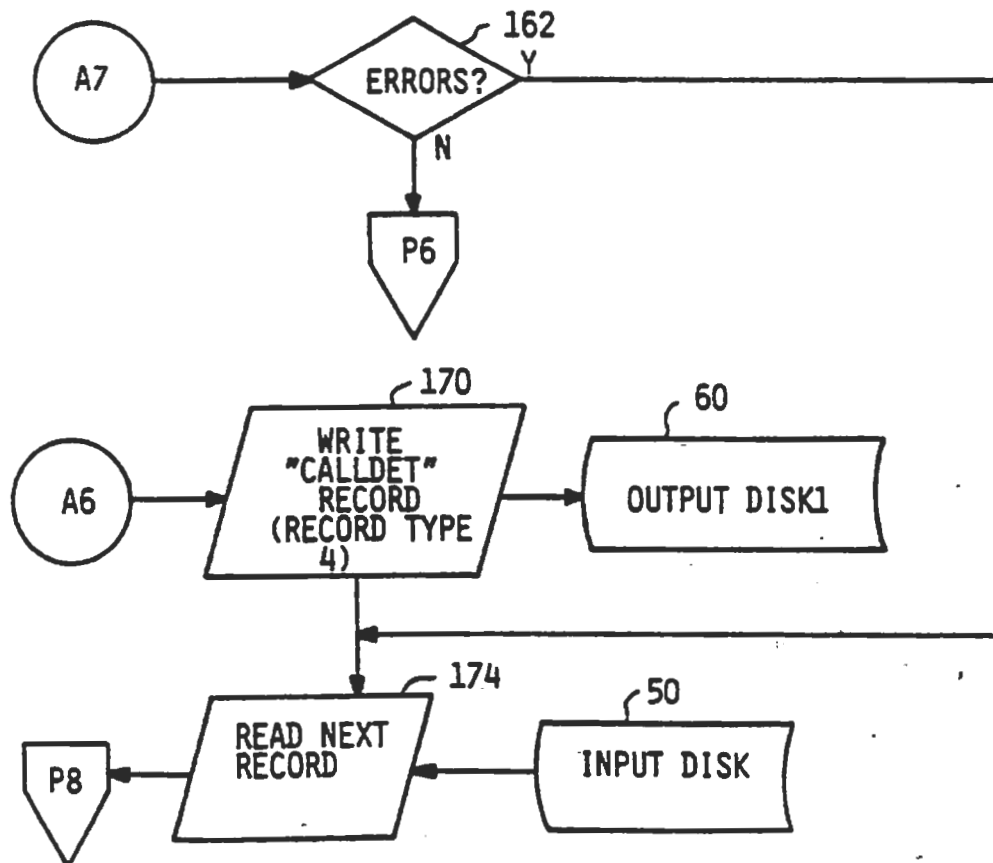 162
A7
ERRORS?
Y
N
P6
170
60
A6
WRITE
"CALLDET"
RECORD
(RECORD TYPE
4)
OUTPUT DISK1
174
50
READ NEXT
RECORD
INPUT DISK
P8